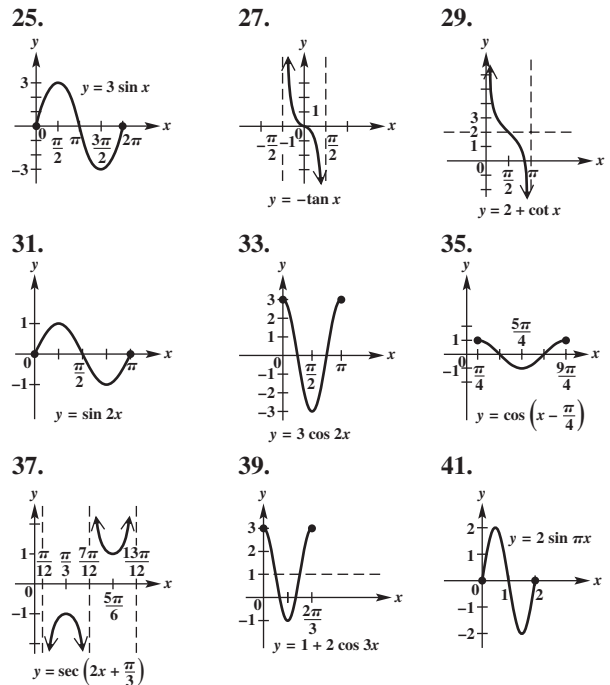 25.
y
3
y = 3 sin x
x
0
π/2
π
3π/2
2π
−3
27.
y
1
x
−π/2
−1
0
π/2
y = −tan x
29.
y
3
2
1
x
0
π/2
π
y = 2 + cot x
31.
y
1
x
0
π/2
π
−1
y = sin 2x
33.
y
3
2
1
x
0
π/2
π
−1
−2
−3
y = 3 cos 2x
35.
y
5π/4
1
x
0
−1
π/4
9π/4
y = cos (x − π/4)
37.
y
1
π/12
π/3
7π/12
13π/12
x
0
5π/6
−1
y = sec (2x + π/3)
39.
y
3
2
1
x
0
2π/3
−1
y = 1 + 2 cos 3x
41.
y
2
y = 2 sin πx
1
x
0
1
2
−1
−2